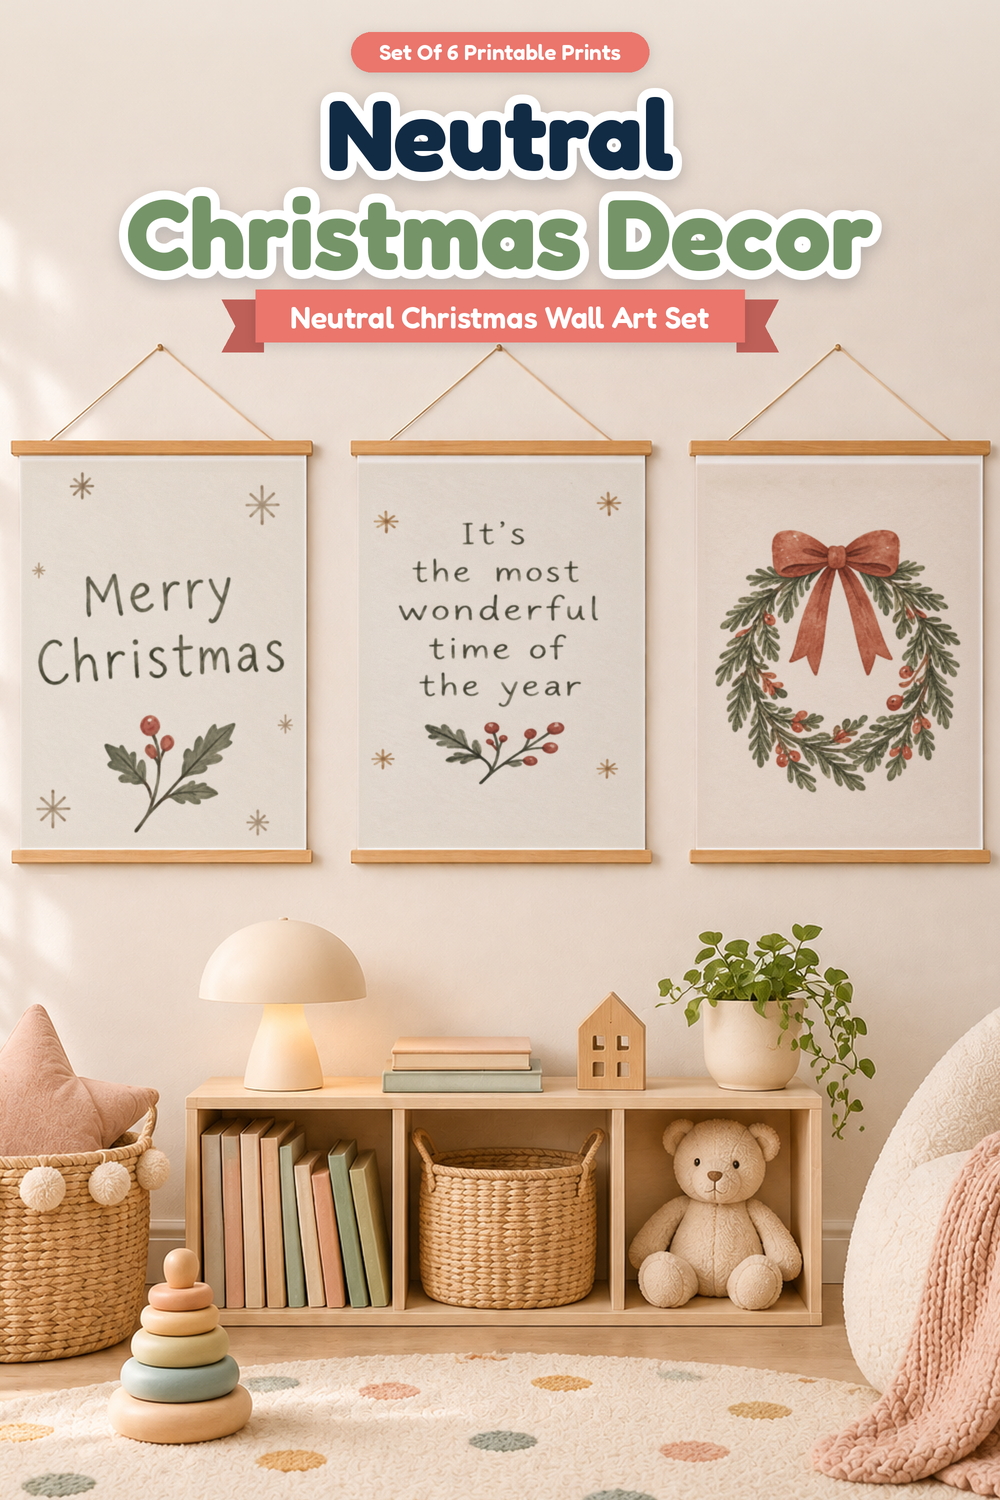 Set Of 6 Printable Prints
Neutral
Christmas Decor
Neutral Christmas Wall Art Set
Merry
Christmas
It's
the most
wonderful
time of
the year